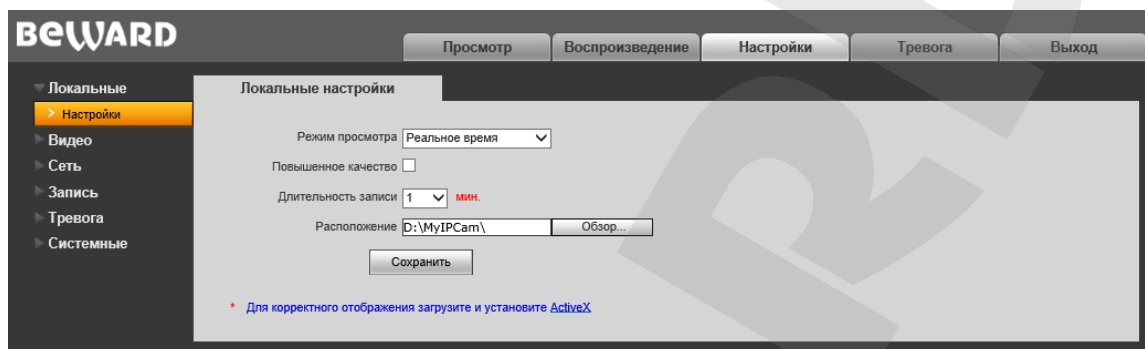 BEWARD
Просмотр Воспроизведение Настройки Тревога Выход
Локальные
> Настройки
Видео
Сеть
Запись
Тревога
Системные
Локальные настройки
Режим просмотра Реальное время
Повышенное качество
Длительность записи 1 мин.
Расположение D:\MyIPCam\ Обзор...
Сохранить
* Для корректного отображения загрузите и установите ActiveX